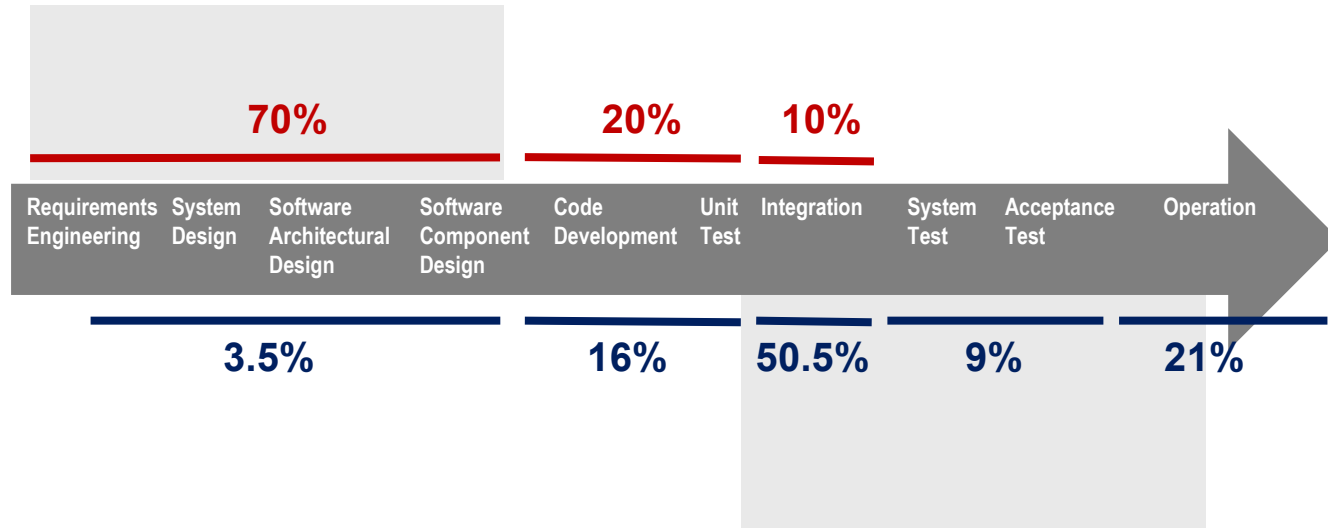 70%
20%
10%
Requirements
Engineering
System
Design
Software
Architectural
Design
Software
Component
Design
Code
Development
Unit
Test
Integration
System
Test
Acceptance
Test
Operation
3.5%
16%
50.5%
9%
21%